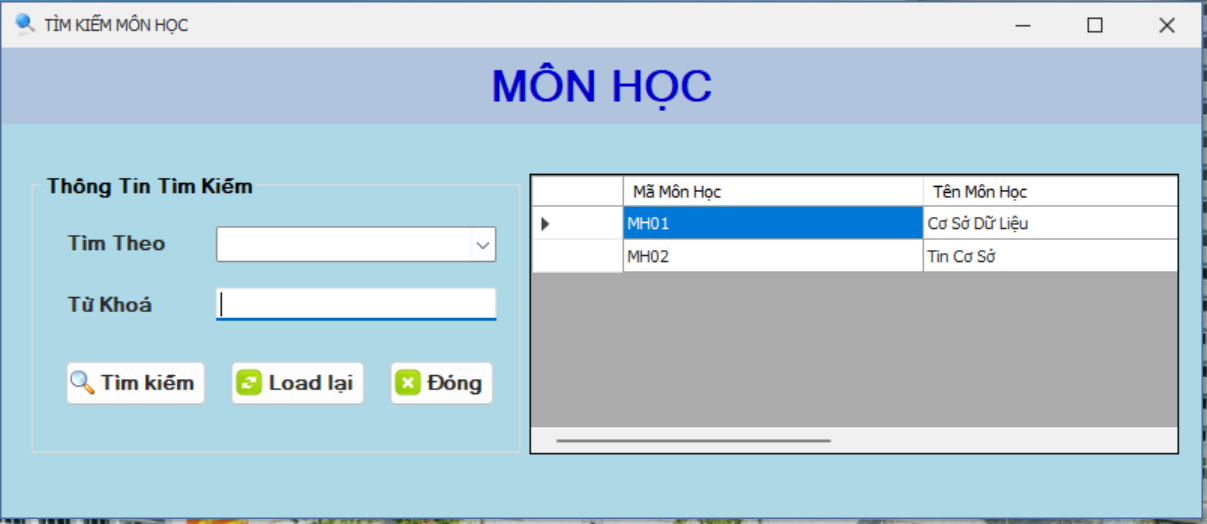 TÌM KIẾM MÔN HỌC
MÔN HỌC
Thông Tin Tìm Kiếm
Tìm Theo
Từ Khoá
Tìm kiếm Load lại Đóng
Mã Môn Học Tên Môn Học
MH01 Cơ Sở Dữ Liệu
MH02 Tin Cơ Sở